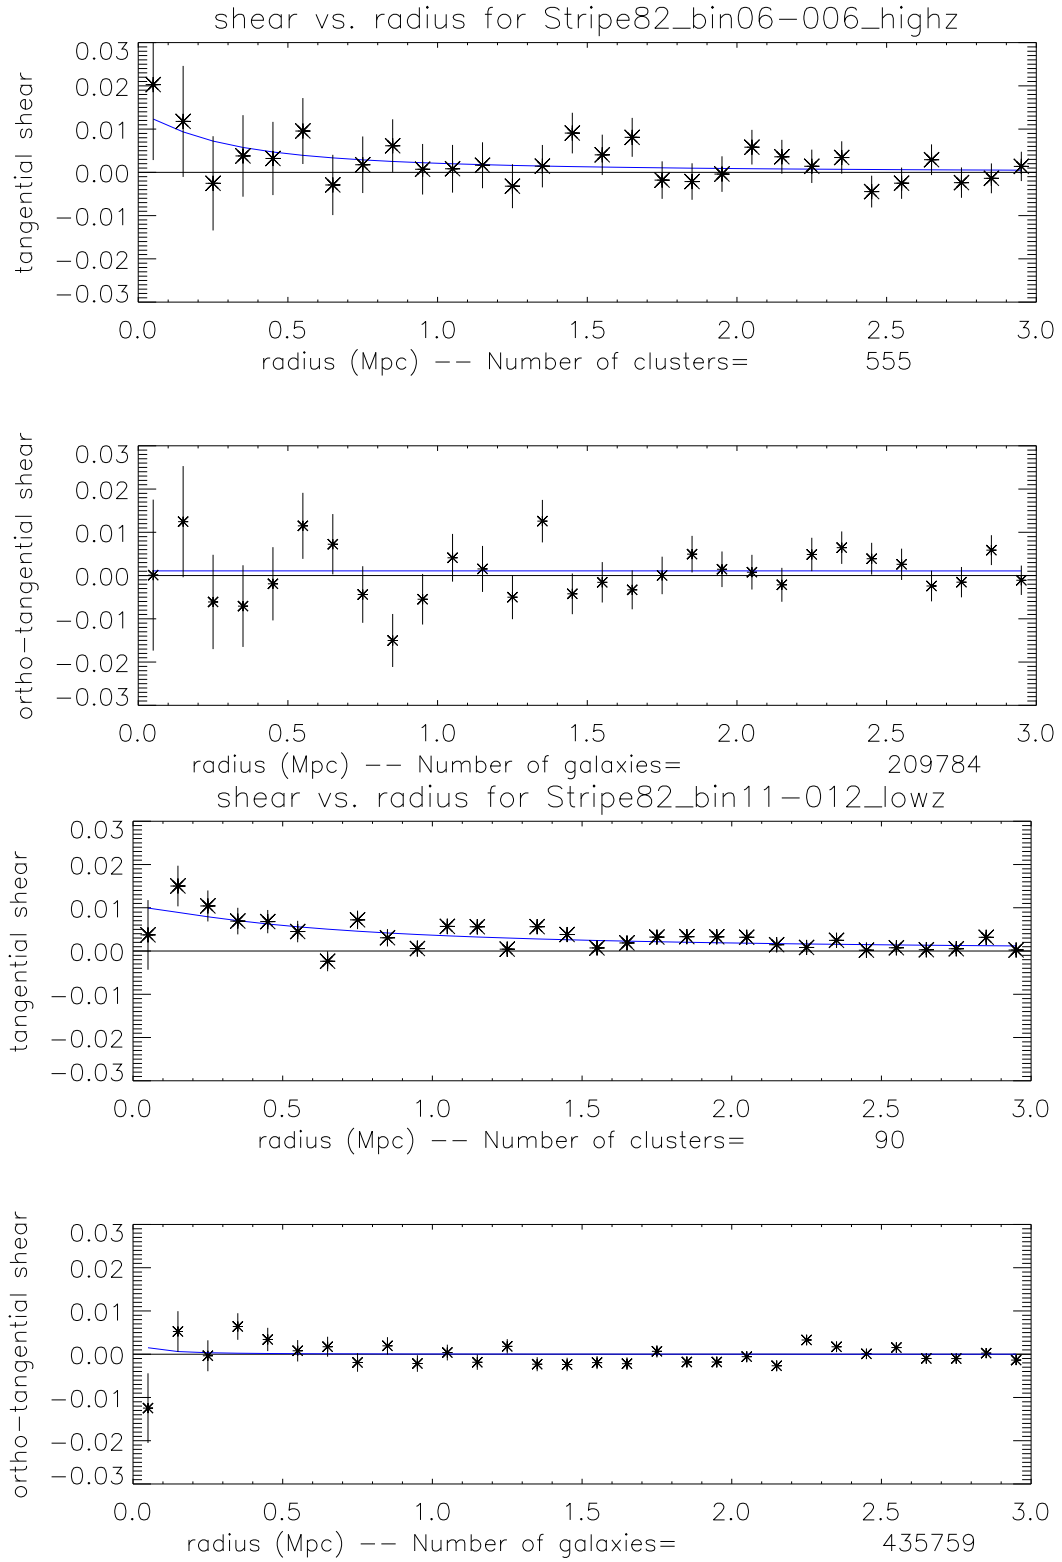 shear vs. radius for Stripe82_bin06-006_highz
tangential shear
0.03
0.02
0.01
0.00
-0.01
-0.02
-0.03
0.0 0.5 1.0 1.5 2.0 2.5 3.0
radius (Mpc) -- Number of clusters= 555
ortho-tangential shear
0.03
0.02
0.01
0.00
-0.01
-0.02
-0.03
0.0 0.5 1.0 1.5 2.0 2.5 3.0
radius (Mpc) -- Number of galaxies= 209784
shear vs. radius for Stripe82_bin11-012_lowz
tangential shear
0.03
0.02
0.01
0.00
-0.01
-0.02
-0.03
0.0 0.5 1.0 1.5 2.0 2.5 3.0
radius (Mpc) -- Number of clusters= 90
ortho-tangential shear
0.03
0.02
0.01
0.00
-0.01
-0.02
-0.03
0.0 0.5 1.0 1.5 2.0 2.5 3.0
radius (Mpc) -- Number of galaxies= 435759